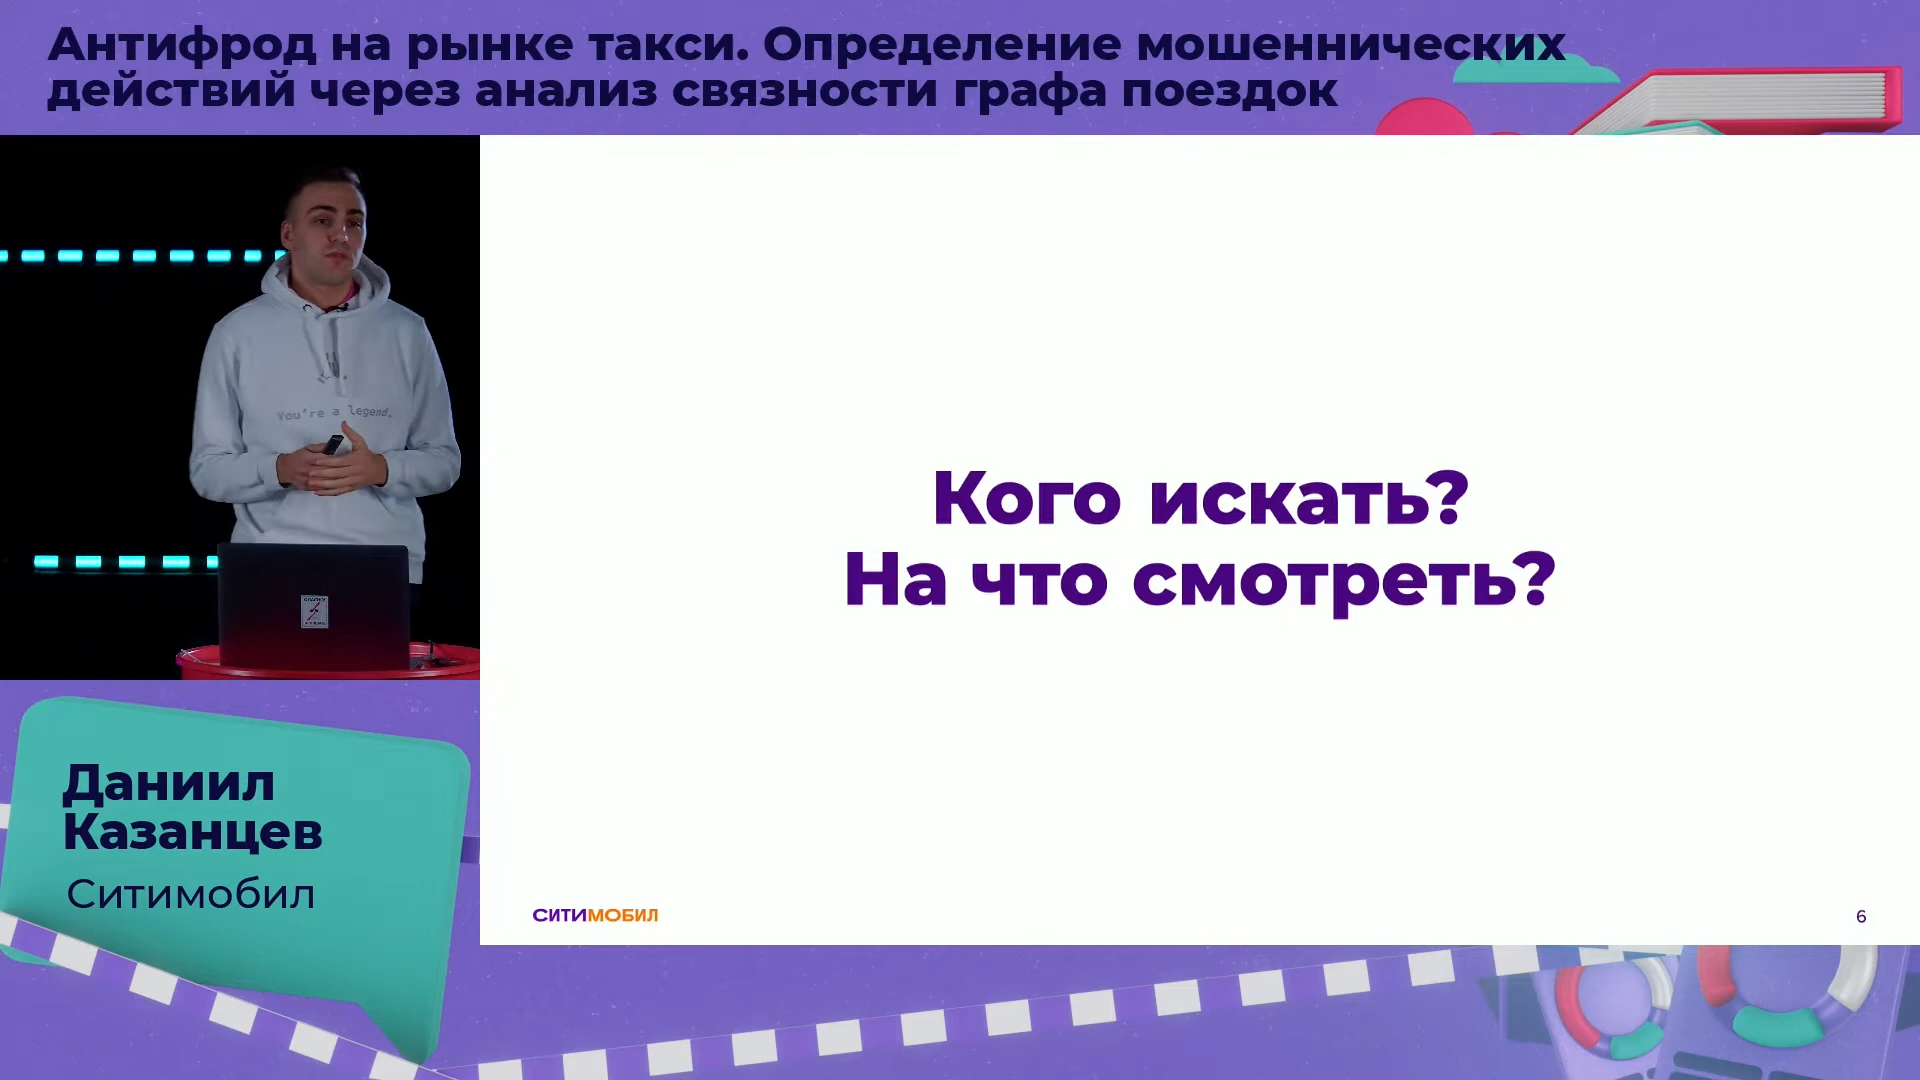 Антифрод на рынке такси. Определение мошеннических
действий через анализ связности графа поездок
You're a legend.
Кого искать?
На что смотреть?
Даниил
Казанцев
Ситимобил
СИТИМОБИЛ
6